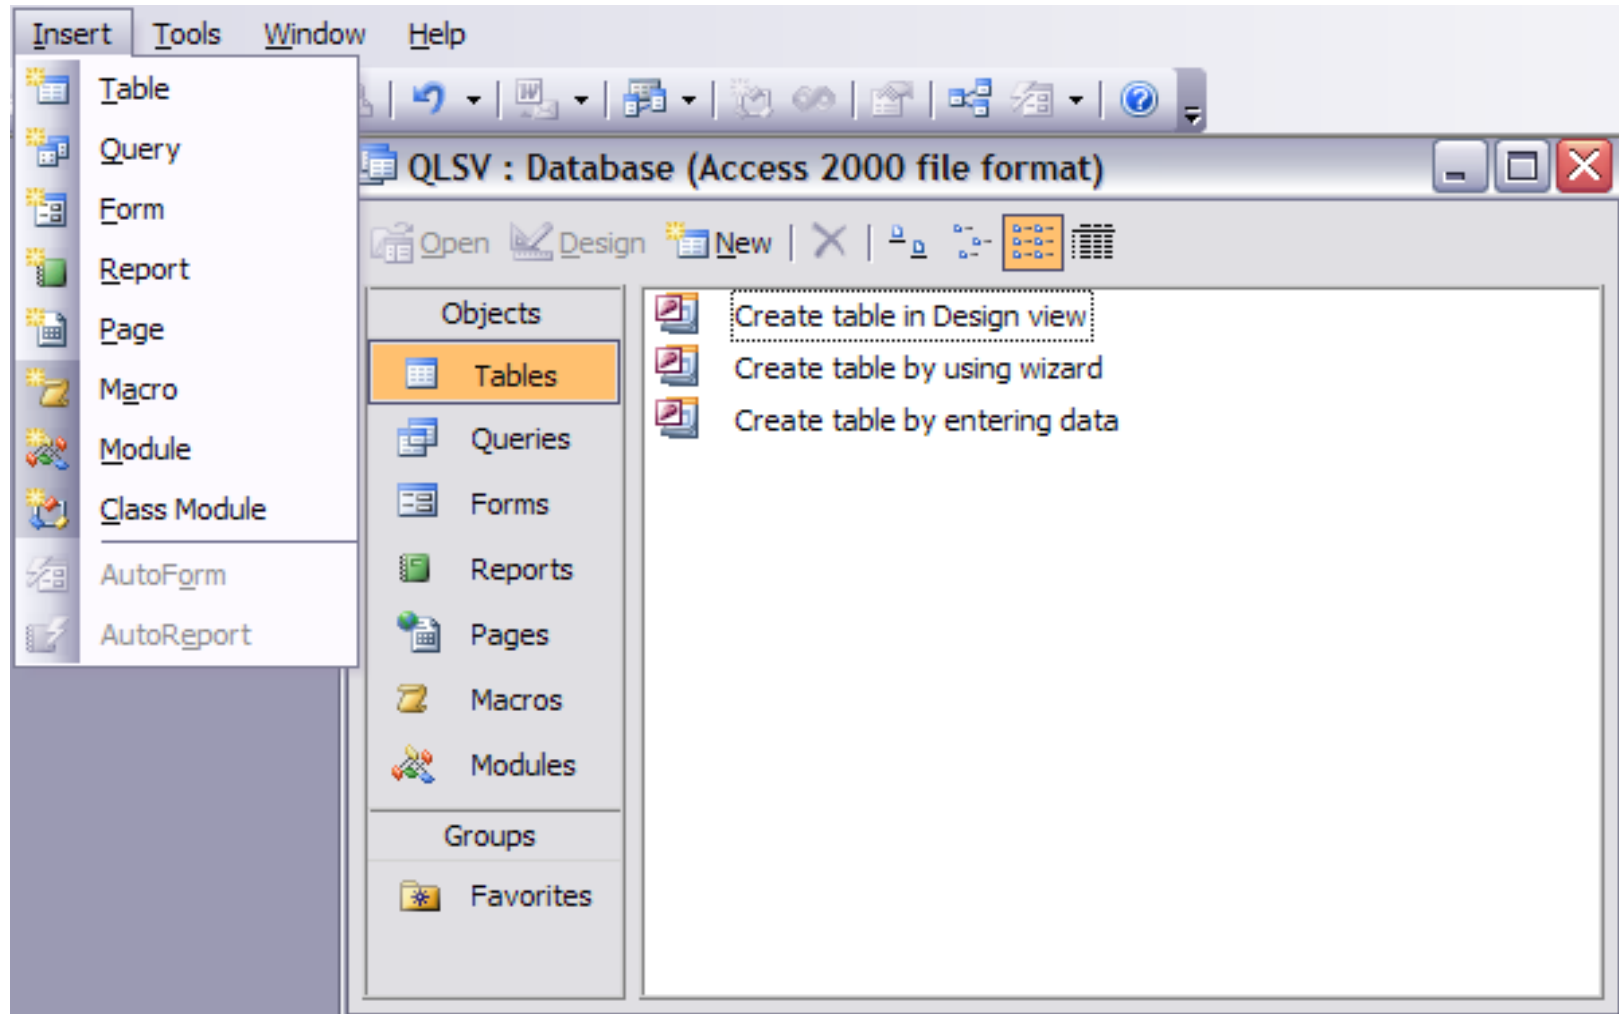 Insert Tools Window Help
Table
Query
Form
Report
Page
Macro
Module
Class Module
AutoForm
AutoReport
QLSV : Database (Access 2000 file format)
Open Design New
Objects
Tables
Queries
Forms
Reports
Pages
Macros
Modules
Groups
Favorites
Create table in Design view
Create table by using wizard
Create table by entering data